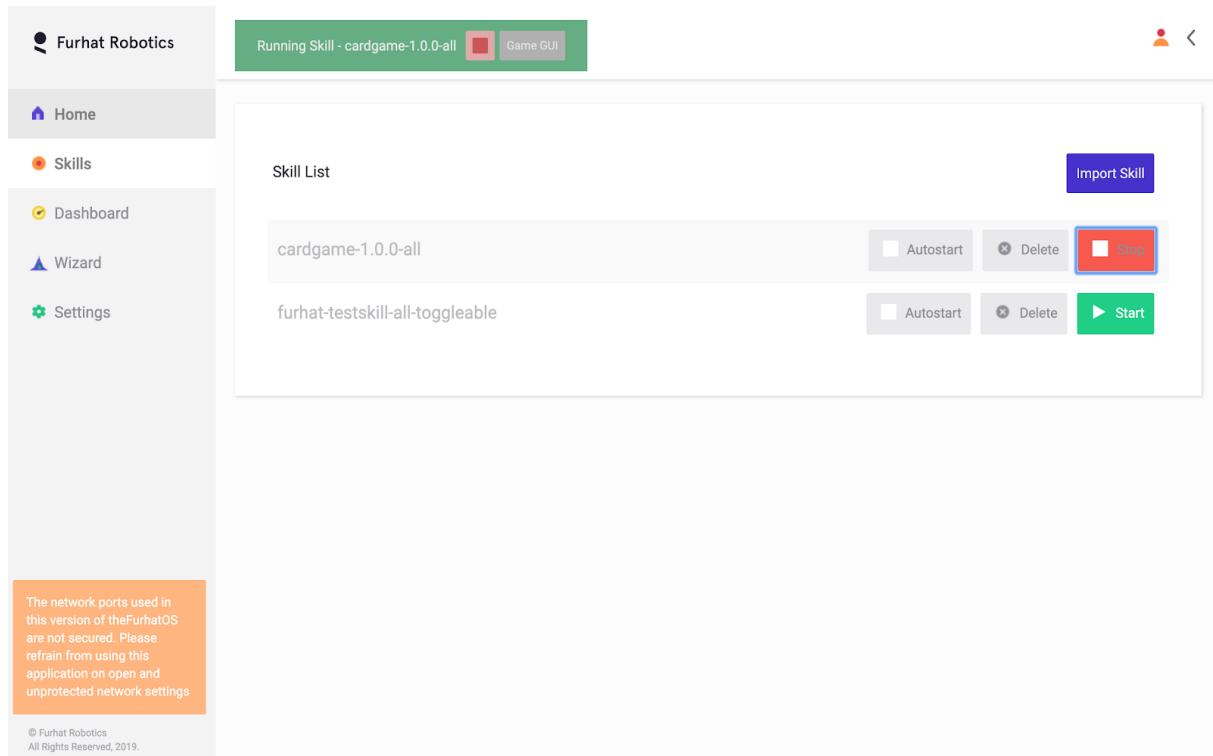 Furhat Robotics
Running Skill - cardgame-1.0.0-all Game GUI
Home
Skills
Dashboard
Wizard
Settings
Skill List Import Skill
cardgame-1.0.0-all Autostart Delete Stop
furhat-testskill-all-toggleable Autostart Delete Start
The network ports used in
this version of theFurhatOS
are not secured. Please
refrain from using this
application on open and
unprotected network settings
© Furhat Robotics
All Rights Reserved, 2019.